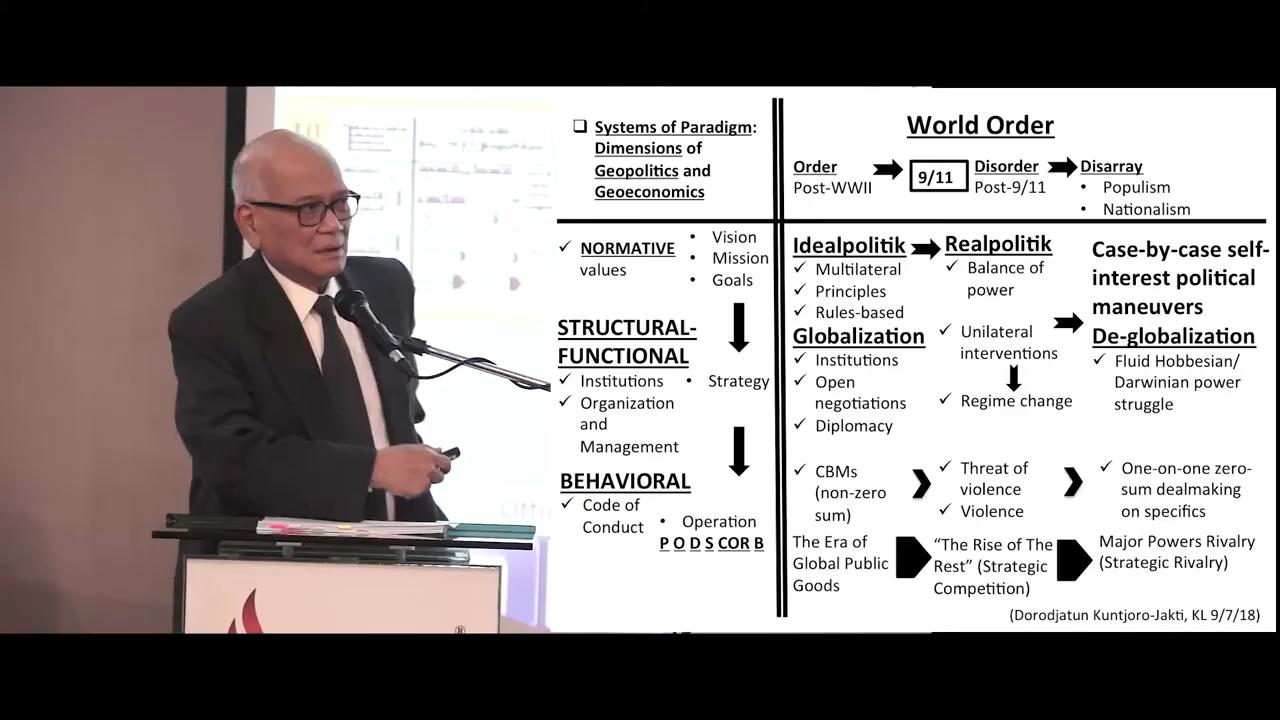 ❑ Systems of Paradigm:
Dimensions of
Geopolitics and
Geoeconomics
World Order
Order
Post-WWII
9/11
Disorder
Post-9/11
Disarray
• Populism
• Nationalism
✓ NORMATIVE
values
• Vision
• Mission
• Goals
STRUCTURAL-
FUNCTIONAL
✓ Institutions
✓ Organization
and
Management
• Strategy
BEHAVIORAL
✓ Code of
Conduct
• Operation
P O D S COR B
Idealpolitik
✓ Multilateral
✓ Principles
✓ Rules-based
Globalization
✓ Institutions
✓ Open
negotiations
✓ Diplomacy
✓ CBMs
(non-zero
sum)
The Era of
Global Public
Goods
Realpolitik
✓ Balance of
power
✓ Unilateral
interventions
✓ Regime change
✓ Threat of
violence
✓ Violence
“The Rise of The
Rest” (Strategic
Competition)
Case-by-case self-
interest political
maneuvers
De-globalization
✓ Fluid Hobbesian/
Darwinian power
struggle
✓ One-on-one zero-
sum dealmaking
on specifics
Major Powers Rivalry
(Strategic Rivalry)
(Dorodjatun Kuntjoro-Jakti, KL 9/7/18)
®